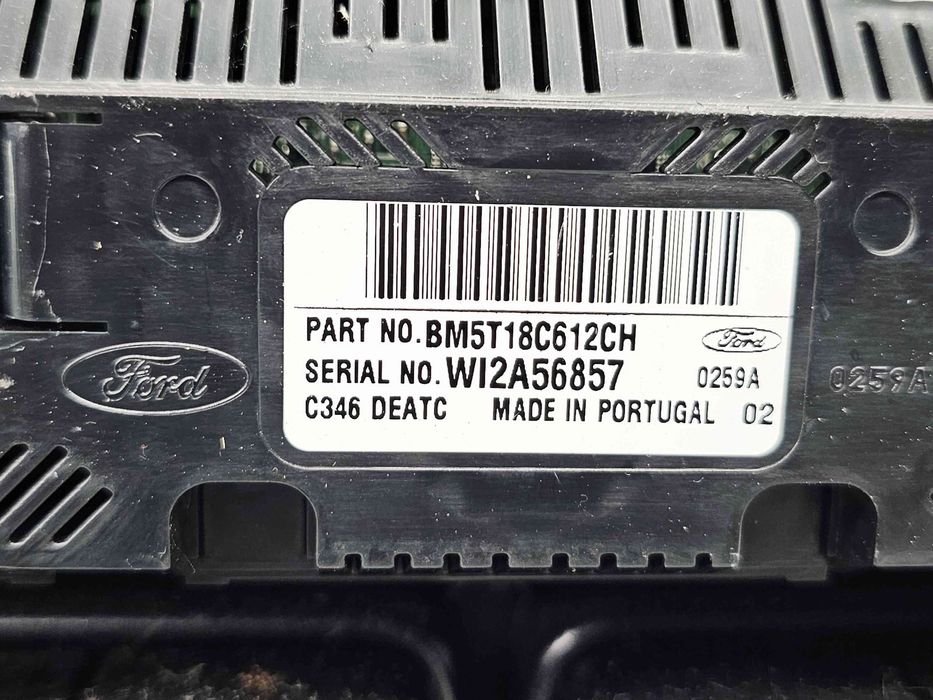 PART NO. BM5T18C612CH
Ford
SERIAL NO. WI2A56857
0259A
C346 DEATC MADE IN PORTUGAL 02
Ford
0259A